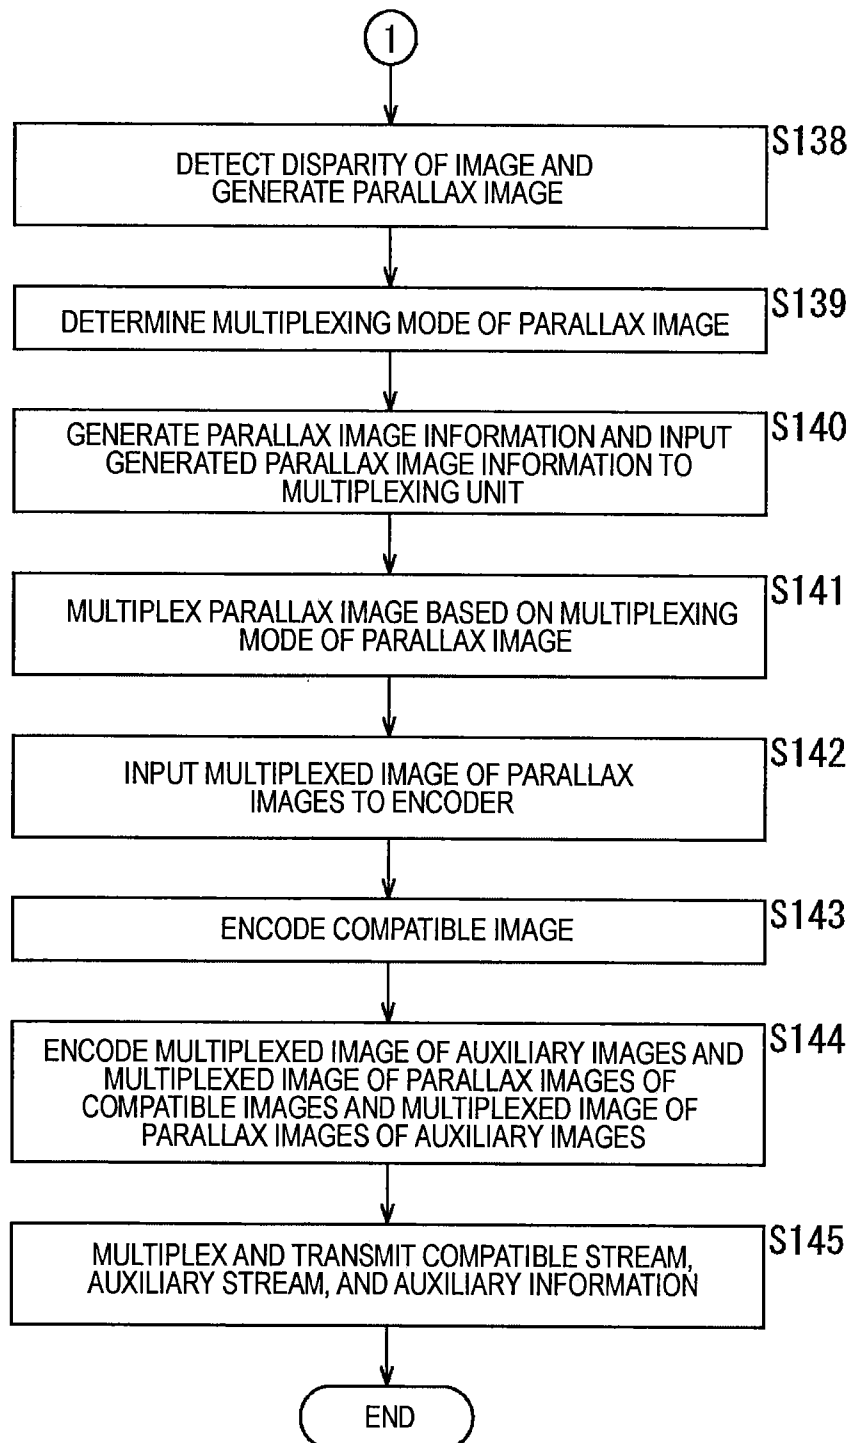 1
S138
DETECT DISPARITY OF IMAGE AND
GENERATE PARALLAX IMAGE
S139
DETERMINE MULTIPLEXING MODE OF PARALLAX IMAGE
S140
GENERATE PARALLAX IMAGE INFORMATION AND INPUT
GENERATED PARALLAX IMAGE INFORMATION TO
MULTIPLEXING UNIT
S141
MULTIPLEX PARALLAX IMAGE BASED ON MULTIPLEXING
MODE OF PARALLAX IMAGE
S142
INPUT MULTIPLEXED IMAGE OF PARALLAX
IMAGES TO ENCODER
S143
ENCODE COMPATIBLE IMAGE
S144
ENCODE MULTIPLEXED IMAGE OF AUXILIARY IMAGES AND
MULTIPLEXED IMAGE OF PARALLAX IMAGES OF
COMPATIBLE IMAGES AND MULTIPLEXED IMAGE OF
PARALLAX IMAGES OF AUXILIARY IMAGES
S145
MULTIPLEX AND TRANSMIT COMPATIBLE STREAM,
AUXILIARY STREAM, AND AUXILIARY INFORMATION
END